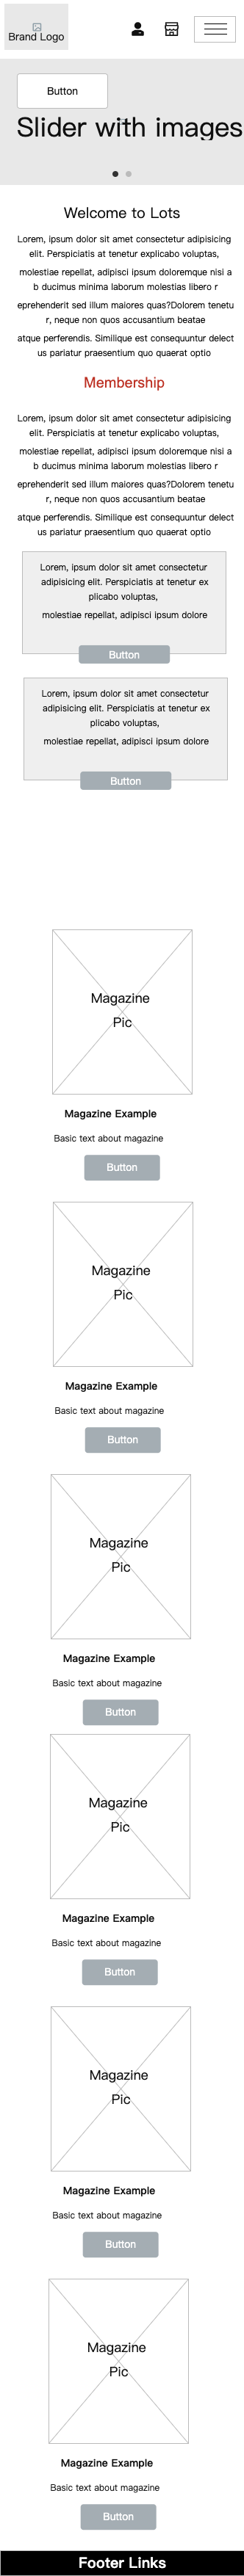 Brand Logo
Button
Slider with images
Welcome to Lots
Lorem, ipsum dolor sit amet consectetur adipisicing
elit. Perspiciatis at tenetur explicabo voluptas,
molestiae repellat, adipisci ipsum doloremque nisi a
b ducimus minima laborum molestias libero r
eprehenderit sed illum maiores quas?Dolorem tenetu
r, neque non quos accusantium beatae
atque perferendis. Similique est consequuntur delect
us pariatur praesentium quo quaerat optio
Membership
Lorem, ipsum dolor sit amet consectetur adipisicing
elit. Perspiciatis at tenetur explicabo voluptas,
molestiae repellat, adipisci ipsum doloremque nisi a
b ducimus minima laborum molestias libero r
eprehenderit sed illum maiores quas?Dolorem tenetu
r, neque non quos accusantium beatae
atque perferendis. Similique est consequuntur delect
us pariatur praesentium quo quaerat optio
Lorem, ipsum dolor sit amet consectetur
adipisicing elit. Perspiciatis at tenetur ex
plicabo voluptas,
molestiae repellat, adipisci ipsum dolore
Button
Lorem, ipsum dolor sit amet consectetur
adipisicing elit. Perspiciatis at tenetur ex
plicabo voluptas,
molestiae repellat, adipisci ipsum dolore
Button
Magazine
Pic
Magazine Example
Basic text about magazine
Button
Magazine
Pic
Magazine Example
Basic text about magazine
Button
Magazine
Pic
Magazine Example
Basic text about magazine
Button
Magazine
Pic
Magazine Example
Basic text about magazine
Button
Magazine
Pic
Magazine Example
Basic text about magazine
Button
Magazine
Pic
Magazine Example
Basic text about magazine
Button
Footer Links